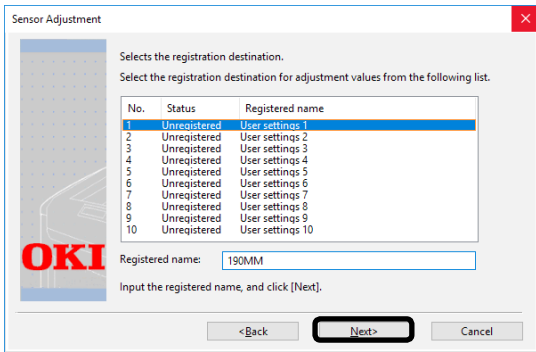 Sensor Adjustment
Selects the registration destination.
Select the registration destination for adjustment values from the following list.
No. Status Registered name
1 Unregistered User settings 1
2 Unregistered User settings 2
3 Unregistered User settings 3
4 Unregistered User settings 4
5 Unregistered User settings 5
6 Unregistered User settings 6
7 Unregistered User settings 7
8 Unregistered User settings 8
9 Unregistered User settings 9
10 Unregistered User settings 10
OKI
Registered name: 190MM
Input the registered name, and click [Next].
<Back Next> Cancel